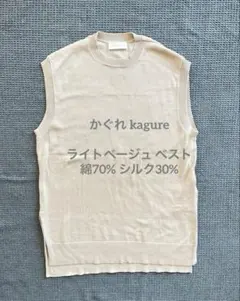 かぐれ kagure
ライトベージュ ベスト
綿70% シルク30%